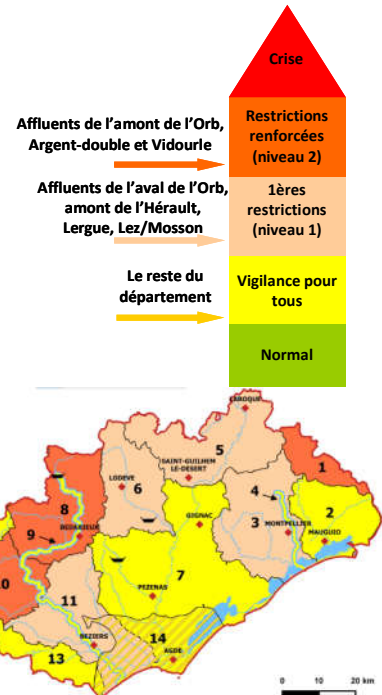 Crise
Affluents de l'amont de l'Orb,
Argent-double et Vidourle
Restrictions
renforcées
(niveau 2)
Affluents de l'aval de l'Orb,
amont de l'Hérault,
Lergue, Lez/Mosson
1ères
restrictions
(niveau 1)
Le reste du
département
Vigilance pour
tous
Normal
LAROQUE
5
1
SAINT-GUILHEM
LE-DESERT
LODEVE
6
8
4
2
GIGNAC
9
BEDARIEUX
3
MONTPELLIER
MAUGUIO
10
7
11
PEZENAS
BEZIERS
14
13
AGDE
0 10 20 km